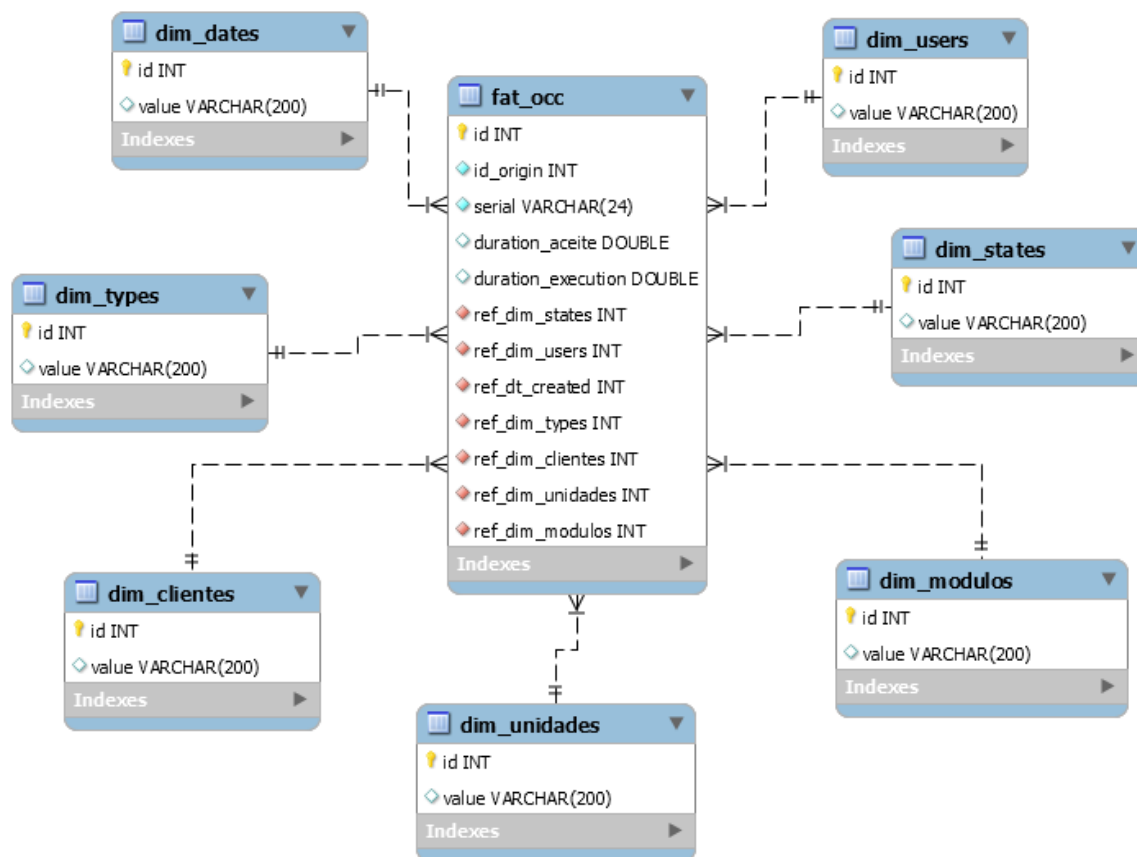 dim_dates
id INT
value VARCHAR(200)
Indexes
dim_users
id INT
value VARCHAR(200)
Indexes
fat_occ
id INT
id_origin INT
serial VARCHAR(24)
duration_aceite DOUBLE
duration_execution DOUBLE
ref_dim_states INT
ref_dim_users INT
ref_dt_created INT
ref_dim_types INT
ref_dim_clientes INT
ref_dim_unidades INT
ref_dim_modulos INT
Indexes
dim_states
id INT
value VARCHAR(200)
Indexes
dim_types
id INT
value VARCHAR(200)
Indexes
dim_clientes
id INT
value VARCHAR(200)
Indexes
dim_modulos
id INT
value VARCHAR(200)
Indexes
dim_unidades
id INT
value VARCHAR(200)
Indexes